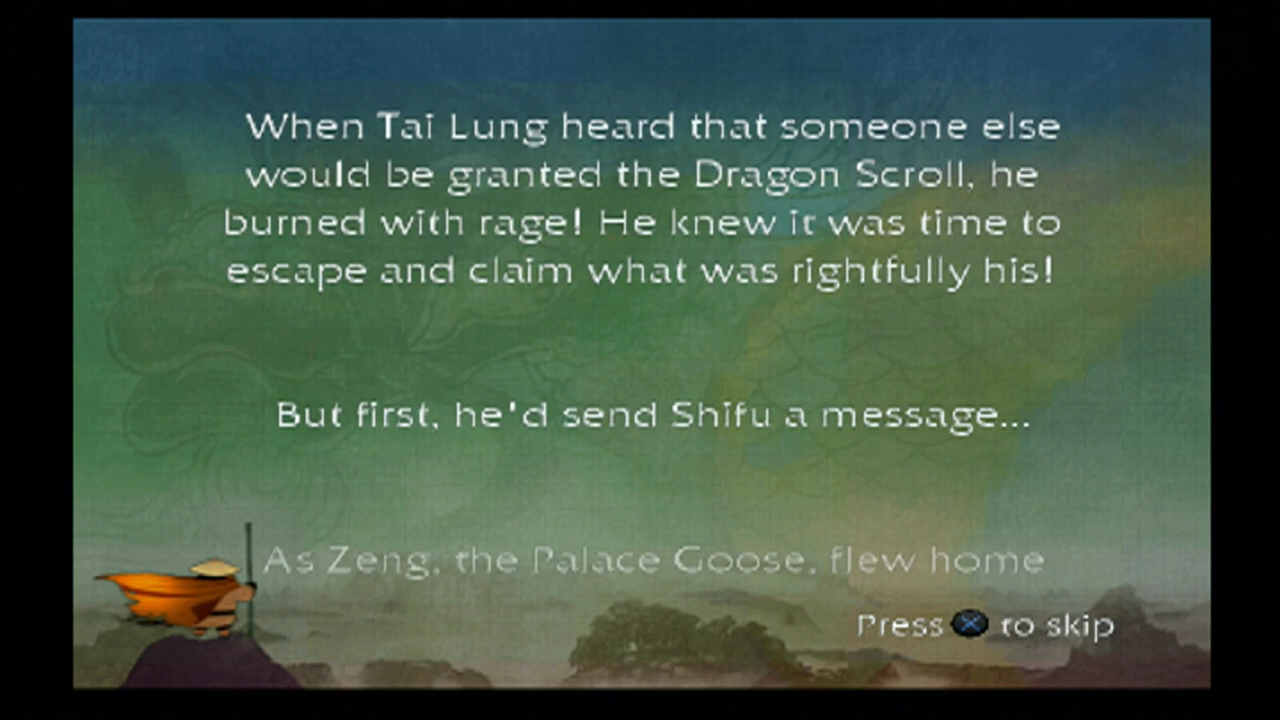 When Tai Lung heard that someone else
would be granted the Dragon Scroll, he
burned with rage! He knew it was time to
escape and claim what was rightfully his!
But first, he'd send Shifu a message...
As Zeng, the Palace Goose, flew home
Press to skip